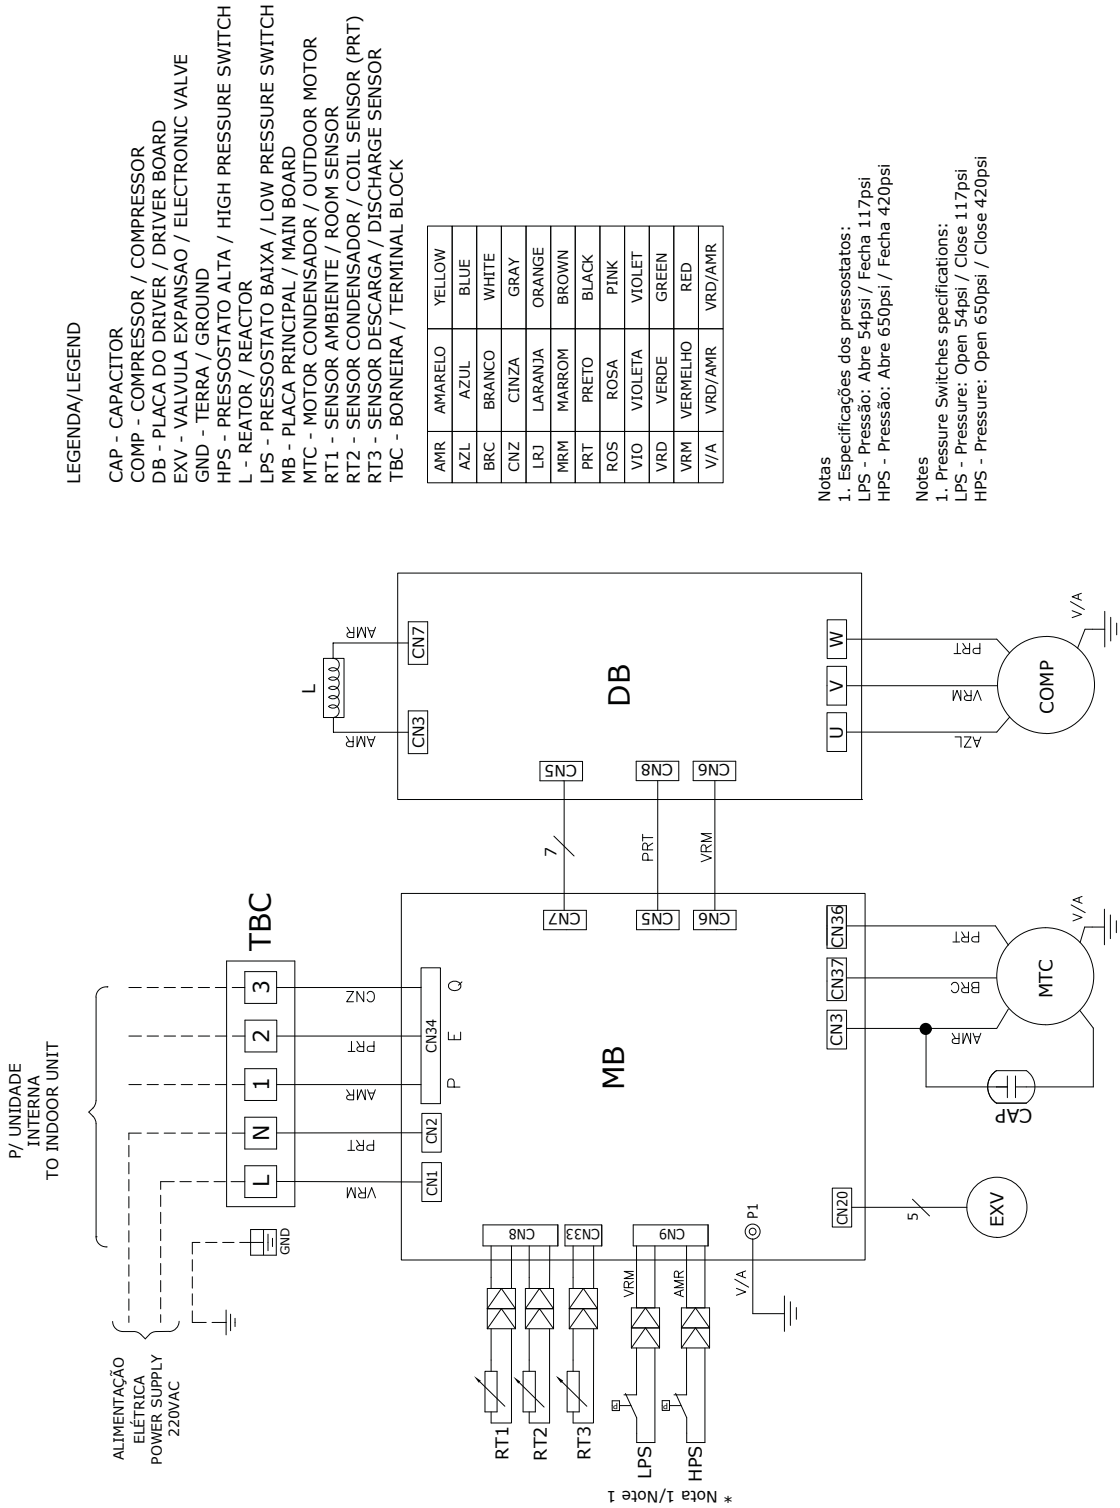 P/ UNIDADE
INTERNA
TO INDOOR UNIT
ALIMENTAÇÃO
ELÉTRICA
POWER SUPPLY
220VAC
GND
TBC
L
N
1
2
3
VRM
PRT
AMR
PRT
CNZ
CN1
CN2
CN34
P
E
Q
MB
RT1
RT2
RT3
LPS
HPS
* Nota 1/Note 1
P
P
VRM
AMR
V/A
P1
CN8
CN33
CN9
CN20
5
EXV
CN3
CN37
CN36
AMR
BRC
PRT
CAP
MTC
V/A
CN7
CN5
CN6
7
PRT
VRM
CN5
CN8
CN6
L
AMR
AMR
CN3
CN7
DB
U
V
W
AZL
VRM
PRT
COMP
V/A
LEGENDA/LEGEND
CAP - CAPACITOR
COMP - COMPRESSOR / COMPRESSOR
DB - PLACA DO DRIVER / DRIVER BOARD
EXV - VALVULA EXPANSAO / ELECTRONIC VALVE
GND - TERRA / GROUND
HPS - PRESSOSTATO ALTA / HIGH PRESSURE SWITCH
L - REATOR / REACTOR
LPS - PRESSOSTATO BAIXA / LOW PRESSURE SWITCH
MB - PLACA PRINCIPAL / MAIN BOARD
MTC - MOTOR CONDENSADOR / OUTDOOR MOTOR
RT1 - SENSOR AMBIENTE / ROOM SENSOR
RT2 - SENSOR CONDENSADOR / COIL SENSOR (PRT)
RT3 - SENSOR DESCARGA / DISCHARGE SENSOR
TBC - BORNEIRA / TERMINAL BLOCK
AMR AMARELO YELLOW
AZL AZUL BLUE
BRC BRANCO WHITE
CNZ CINZA GRAY
LRJ LARANJA ORANGE
MRM MARROM BROWN
PRT PRETO BLACK
ROS ROSA PINK
VIO VIOLETA VIOLET
VRD VERDE GREEN
VRM VERMELHO RED
V/A VRD/AMR VRD/AMR
Notas
1. Especificações dos pressostatos:
LPS - Pressão: Abre 54psi / Fecha 117psi
HPS - Pressão: Abre 650psi / Fecha 420psi
Notes
1. Pressure Switches specifications:
LPS - Pressure: Open 54psi / Close 117psi
HPS - Pressure: Open 650psi / Close 420psi